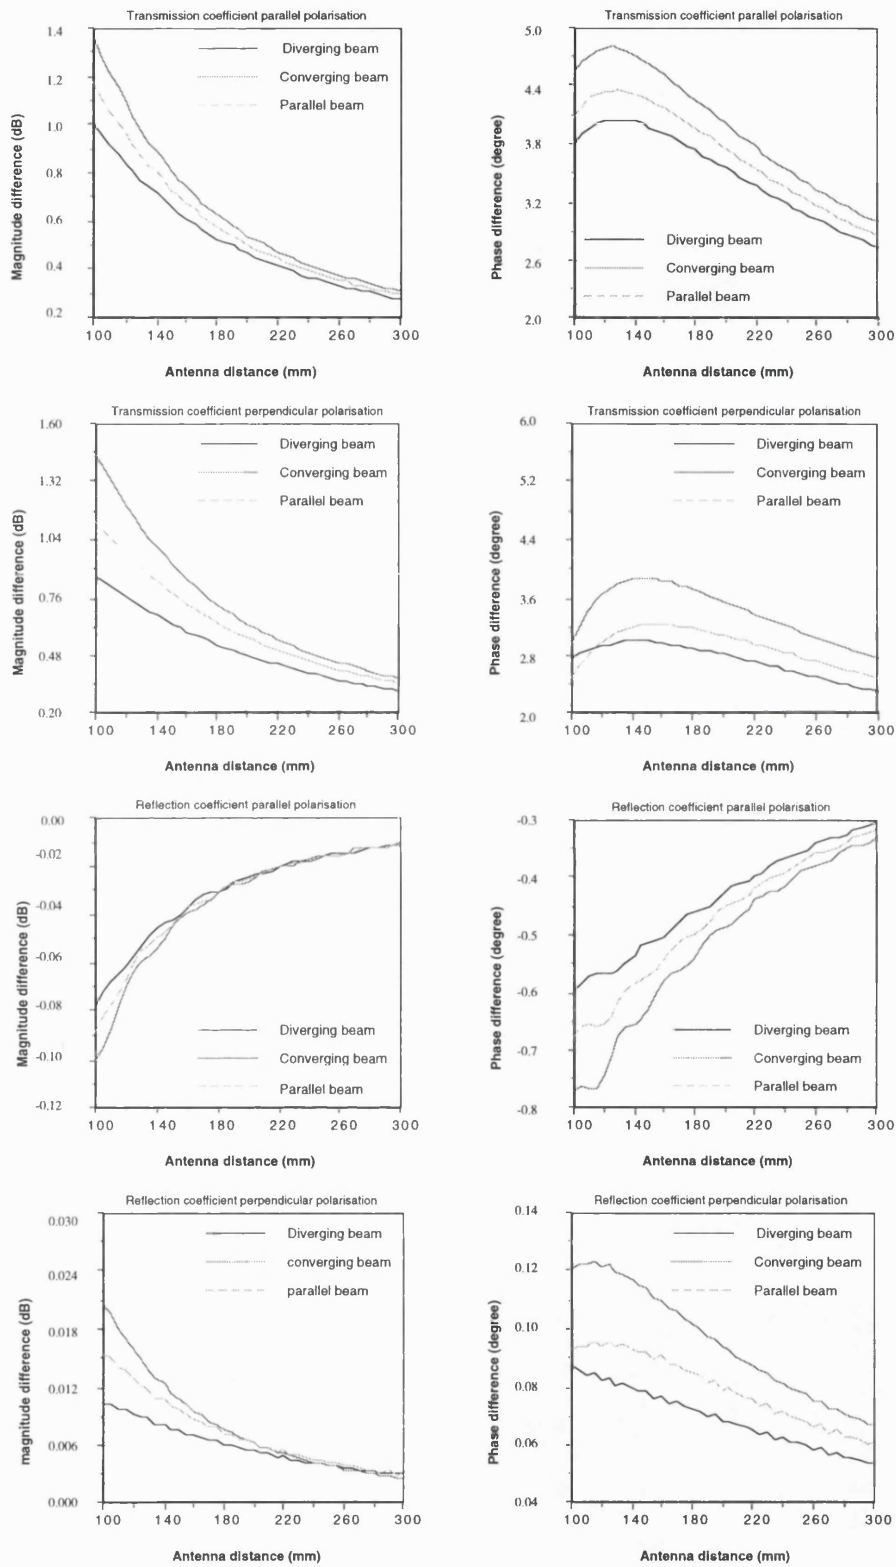 Transmission coefficient parallel polarisation
1.4
1.2
1.0
0.8
0.6
0.4
0.2
Magnitude difference (dB)
Diverging beam
Converging beam
Parallel beam
100 140 180 220 260 300
Antenna distance (mm)
Transmission coefficient parallel polarisation
5.0
4.4
3.8
3.2
2.6
2.0
Phase difference (degree)
Diverging beam
Converging beam
Parallel beam
100 140 180 220 260 300
Antenna distance (mm)
Transmission coefficient perpendicular polarisation
1.60
1.32
1.04
0.76
0.48
0.20
Magnitude difference (dB)
Diverging beam
Converging beam
Parallel beam
100 140 180 220 260 300
Antenna distance (mm)
Transmission coefficient perpendicular polarisation
6.0
5.2
4.4
3.6
2.8
2.0
Phase difference (degree)
Diverging beam
Converging beam
Parallel beam
100 140 180 220 260 300
Antenna distance (mm)
Reflection coefficient parallel polarisation
0.00
-0.02
-0.04
-0.06
-0.08
-0.10
-0.12
Magnitude difference (dB)
Diverging beam
Converging beam
Parallel beam
100 140 180 220 260 300
Antenna distance (mm)
Reflection coefficient parallel polarisation
-0.3
-0.4
-0.5
-0.6
-0.7
-0.8
Phase difference (degree)
Diverging beam
Converging beam
Parallel beam
100 140 180 220 260 300
Antenna distance (mm)
Reflection coefficient perpendicular polarisation
0.030
0.024
0.018
0.012
0.006
0.000
magnitude difference (dB)
Diverging beam
converging beam
parallel beam
100 140 180 220 260 300
Antenna distance (mm)
Reflection coefficient perpendicular polarisation
0.14
0.12
0.10
0.08
0.06
0.04
Phase difference (degree)
Diverging beam
Converging beam
Parallel beam
100 140 180 220 260 300
Antenna distance (mm)